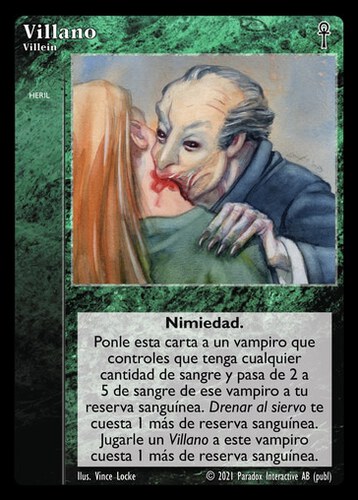 Villano
Villein
HERIL
Nimiedad.
Ponle esta carta a un vampiro que
controles que tenga cualquier
cantidad de sangre y pasa de 2 a
5 de sangre de ese vampiro a tu
reserva sanguínea. Drenar al siervo te
cuesta 1 más de reserva sanguínea.
Jugarle un Villano a este vampiro
cuesta 1 más de reserva sanguínea.
Ilus. Vince Locke
© 2021 Paradox Interactive AB (publ)